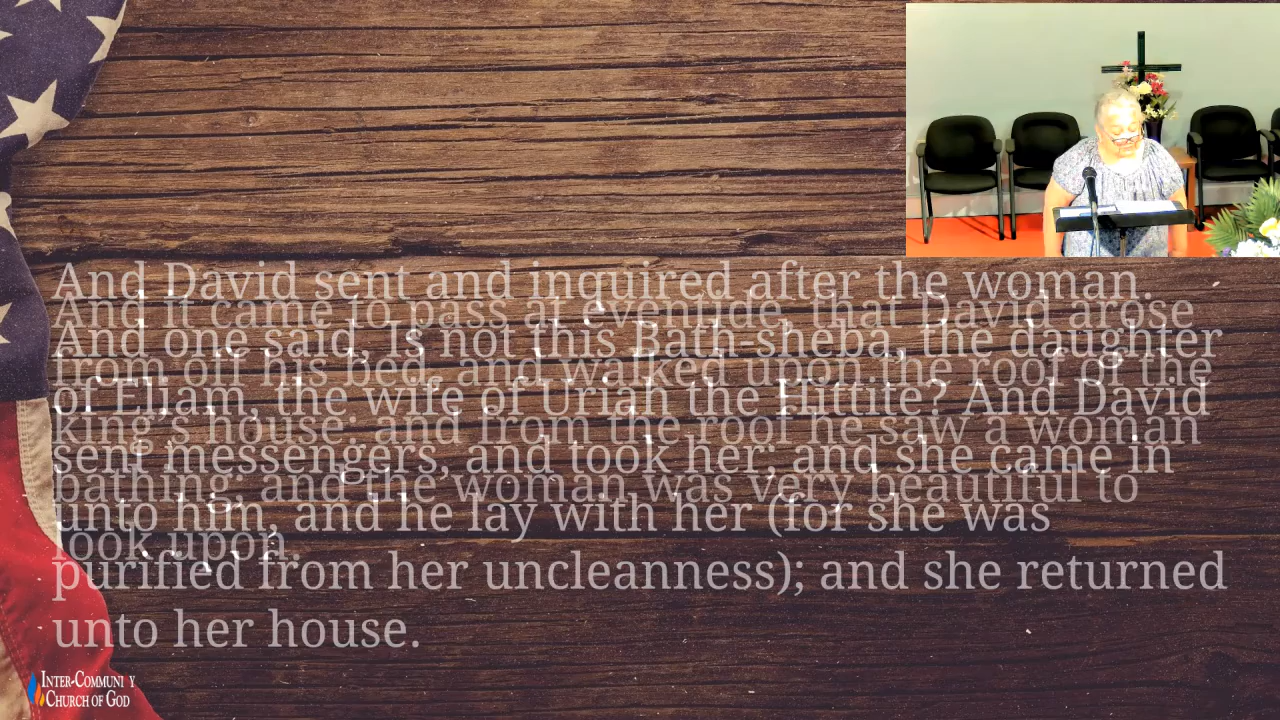 And David sent and inquired after the woman.
And it came to pass at eventide, that David arose
And one said, Is not this Bath-sheba, the daughter
from off his bed, and walked upon the roof of the
of Eliam, the wife of Uriah the Hittite? And David
king's house: and from the roof he saw a woman
sent messengers, and took her; and she came in
bathing; and the woman was very beautiful to
unto him, and he lay with her (for she was
look upon.
purified from her uncleanness); and she returned
unto her house.
INTER-COMMUNI Y
CHURCH OF GOD